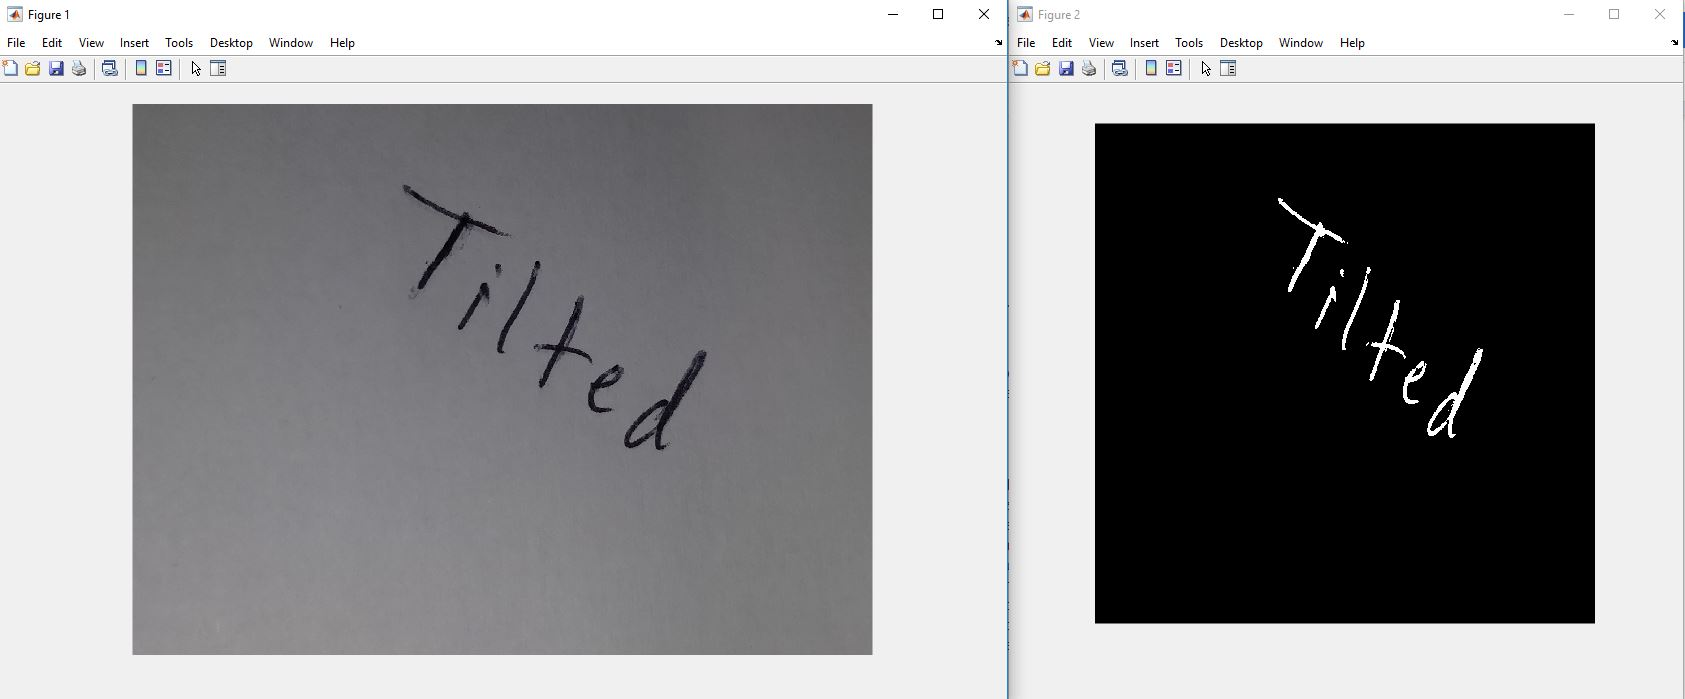 Figure 1
File Edit View Insert Tools Desktop Window Help
Tilted
Figure 2
File Edit View Insert Tools Desktop Window Help
Tilted